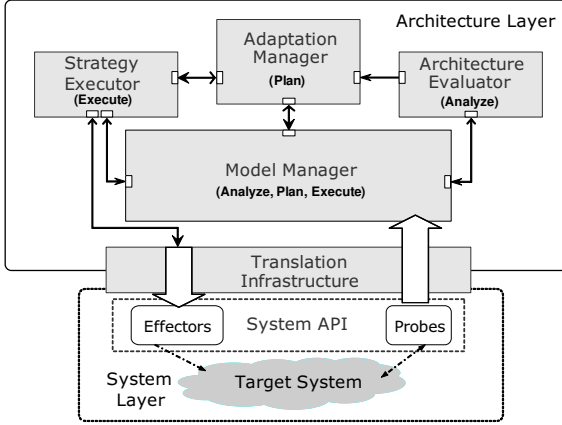 Architecture Layer
Strategy
Executor
(Execute)
Adaptation
Manager
(Plan)
Architecture
Evaluator
(Analyze)
Model Manager
(Analyze, Plan, Execute)
Translation
Infrastructure
Effectors
System API
Probes
System
Layer
Target System